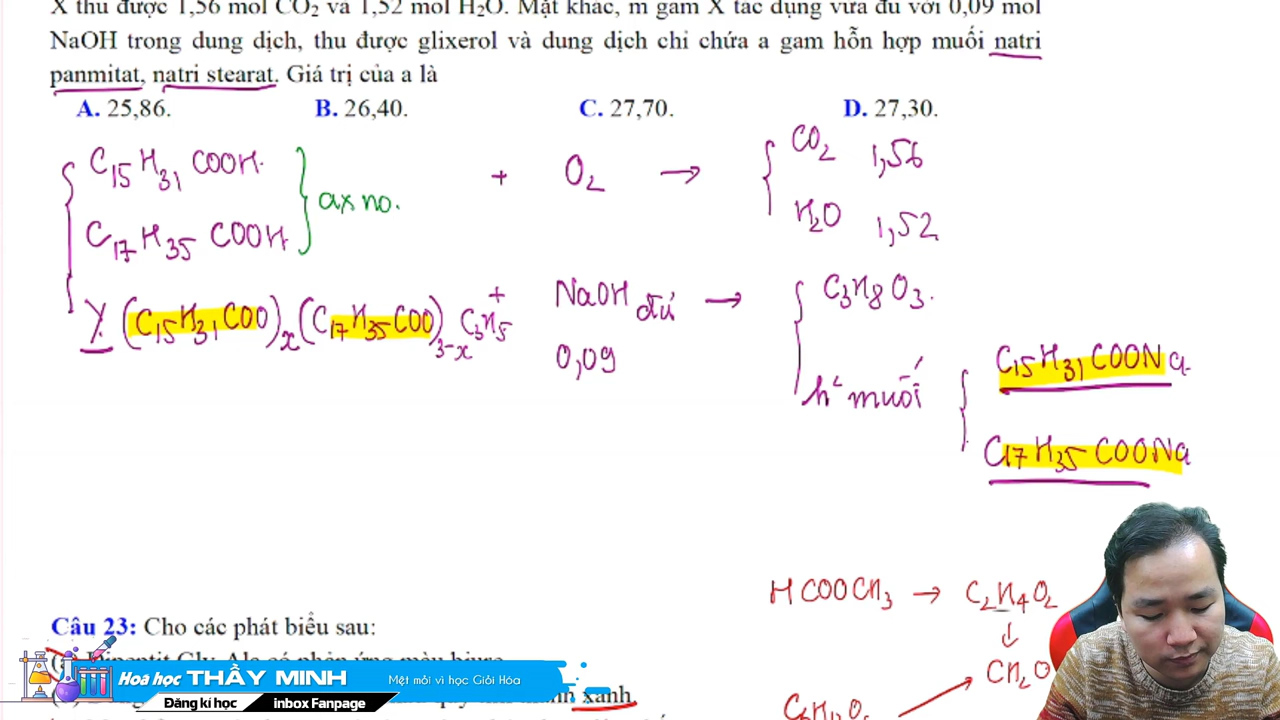 X thu được 1,56 mol CO₂ và 1,52 mol H₂O. Mặt khác, m gam X tác dụng vừa đủ với 0,09 mol
NaOH trong dung dịch, thu được glixerol và dung dịch chỉ chứa a gam hỗn hợp muối natri
panmitat, natri stearat. Giá trị của a là
A. 25,86. B. 26,40. C. 27,70. D. 27,30.
C₁₅H₃₁COOH
C₁₇H₃₅COOH
axno.
+ O₂ → CO₂ 1,56
H₂O 1,52
Y (C₁₅H₃₁COO)ₓ(C₁₇H₃₅COO)₃₋ₓC₃H₅
+ NaOH đủ → C₃H₈O₃.
0,09
h² muối
C₁₅H₃₁COONa
C₁₇H₃₅COONa
HCOOCH₃ → C₂H₄O₂
↓
CH₂O
Câu 23: Cho các phát biểu sau:
xanh.
Hoá học THẦY MINH
Mệt mỏi vì học Giỏi Hóa
Đăng kí học inbox Fanpage